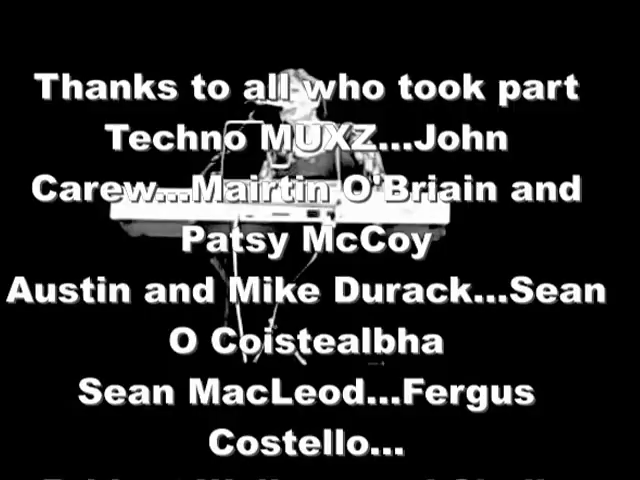 Thanks to all who took part
Techno MUXZ...John
Carew...Mairtin O'Briain and
Patsy McCoy
Austin and Mike Durack...Sean
O Coistealbha
Sean MacLeod...Fergus
Costello...